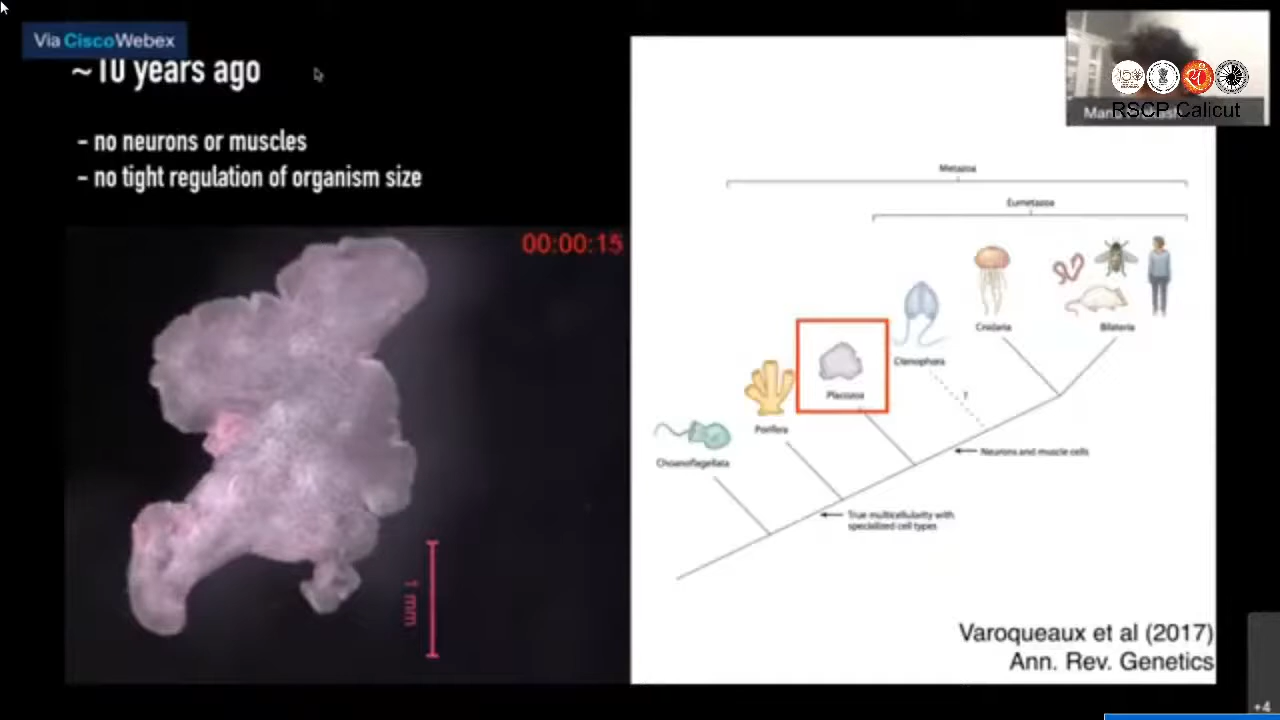 Via CiscoWebex
~10 years ago
- no neurons or muscles
- no tight regulation of organism size
00:00:15
1 mm
RSCP Calicut
Metazoa
Eumetazoa
Cnidaria
Bilateria
Ctenophora
?
Placozoa
Porifera
Choanoflagellata
Neurons and muscle cells
True multicellularity with
specialized cell types
Varoqueaux et al (2017)
Ann. Rev. Genetics
+4